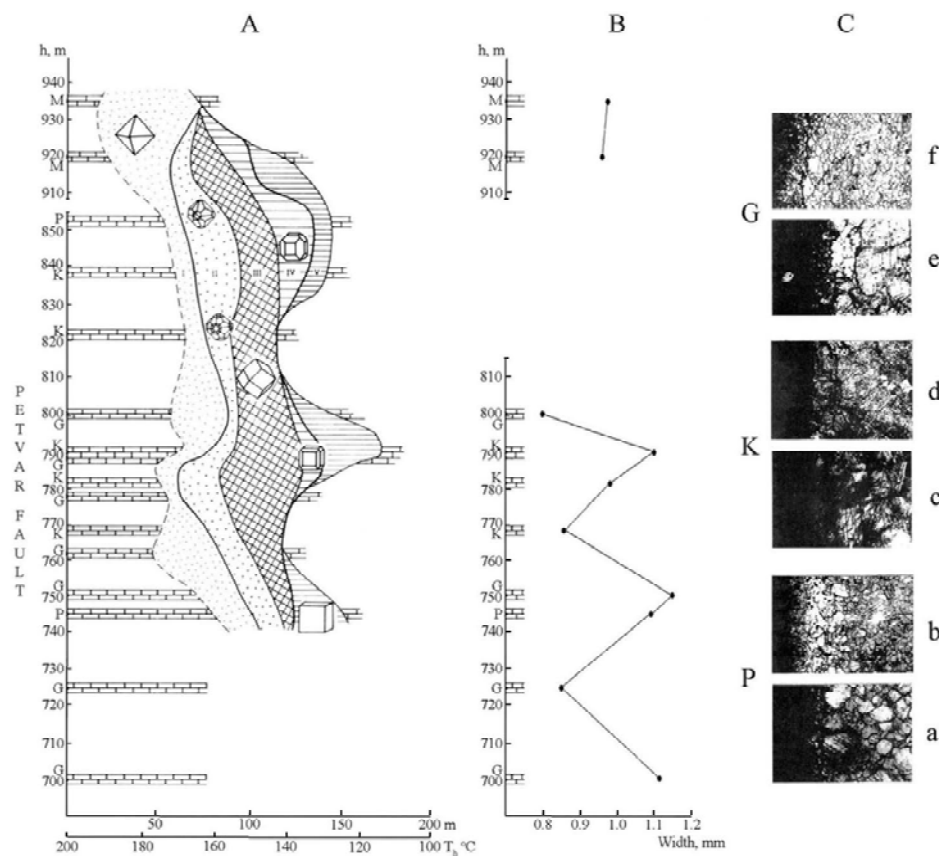 A
B
C
h, m
940
M
930
920
M
910
P
850
840
K
830
K
820
810
800
G
K
790
G
K
780
G
770
K
G
760
G
750
P
740
730
G
720
710
G
700
PETVAR FAULT
I
II
III
IV
V
50
100
150
200 m
200
180
160
140
120
100
Th °C
h, m
940
M
930
920
M
910
810
800
G
K
790
G
K
780
G
770
K
G
760
G
750
P
740
730
G
720
710
G
700
0.8
0.9
1.0
1.1
1.2
Width, mm
G
f
e
K
d
c
P
b
a